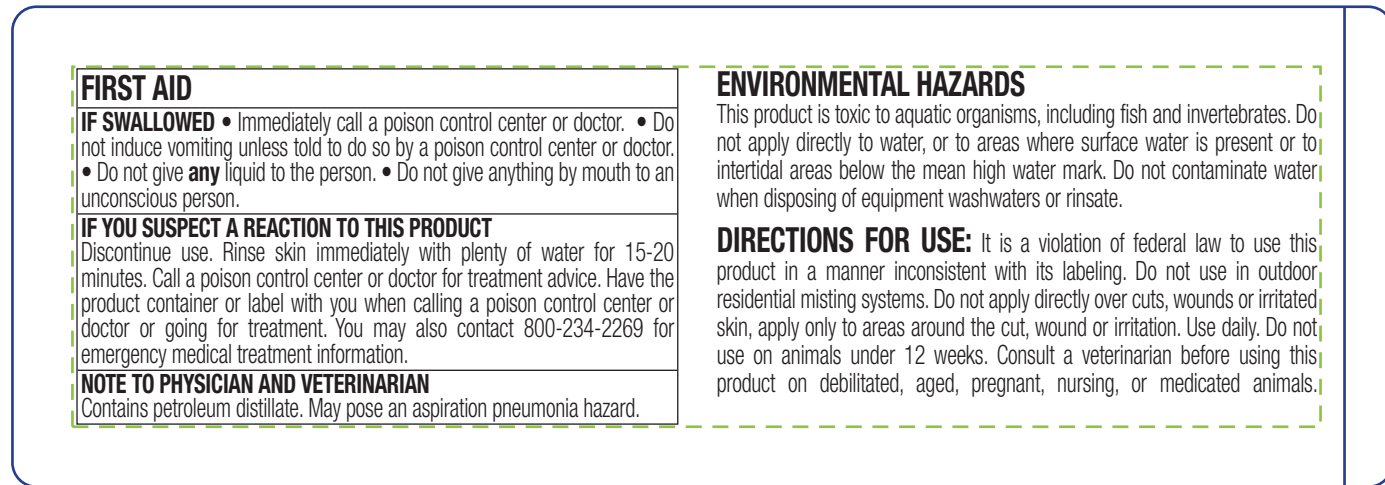 FIRST AID
IF SWALLOWED • Immediately call a poison control center or doctor. • Do
not induce vomiting unless told to do so by a poison control center or doctor.
• Do not give any liquid to the person. • Do not give anything by mouth to an
unconscious person.
IF YOU SUSPECT A REACTION TO THIS PRODUCT
Discontinue use. Rinse skin immediately with plenty of water for 15-20
minutes. Call a poison control center or doctor for treatment advice. Have the
product container or label with you when calling a poison control center or
doctor or going for treatment. You may also contact 800-234-2269 for
emergency medical treatment information.
NOTE TO PHYSICIAN AND VETERINARIAN
Contains petroleum distillate. May pose an aspiration pneumonia hazard.
ENVIRONMENTAL HAZARDS
This product is toxic to aquatic organisms, including fish and invertebrates. Do
not apply directly to water, or to areas where surface water is present or to
intertidal areas below the mean high water mark. Do not contaminate water
when disposing of equipment washwaters or rinsate.
DIRECTIONS FOR USE: It is a violation of federal law to use this
product in a manner inconsistent with its labeling. Do not use in outdoor
residential misting systems. Do not apply directly over cuts, wounds or irritated
skin, apply only to areas around the cut, wound or irritation. Use daily. Do not
use on animals under 12 weeks. Consult a veterinarian before using this
product on debilitated, aged, pregnant, nursing, or medicated animals.